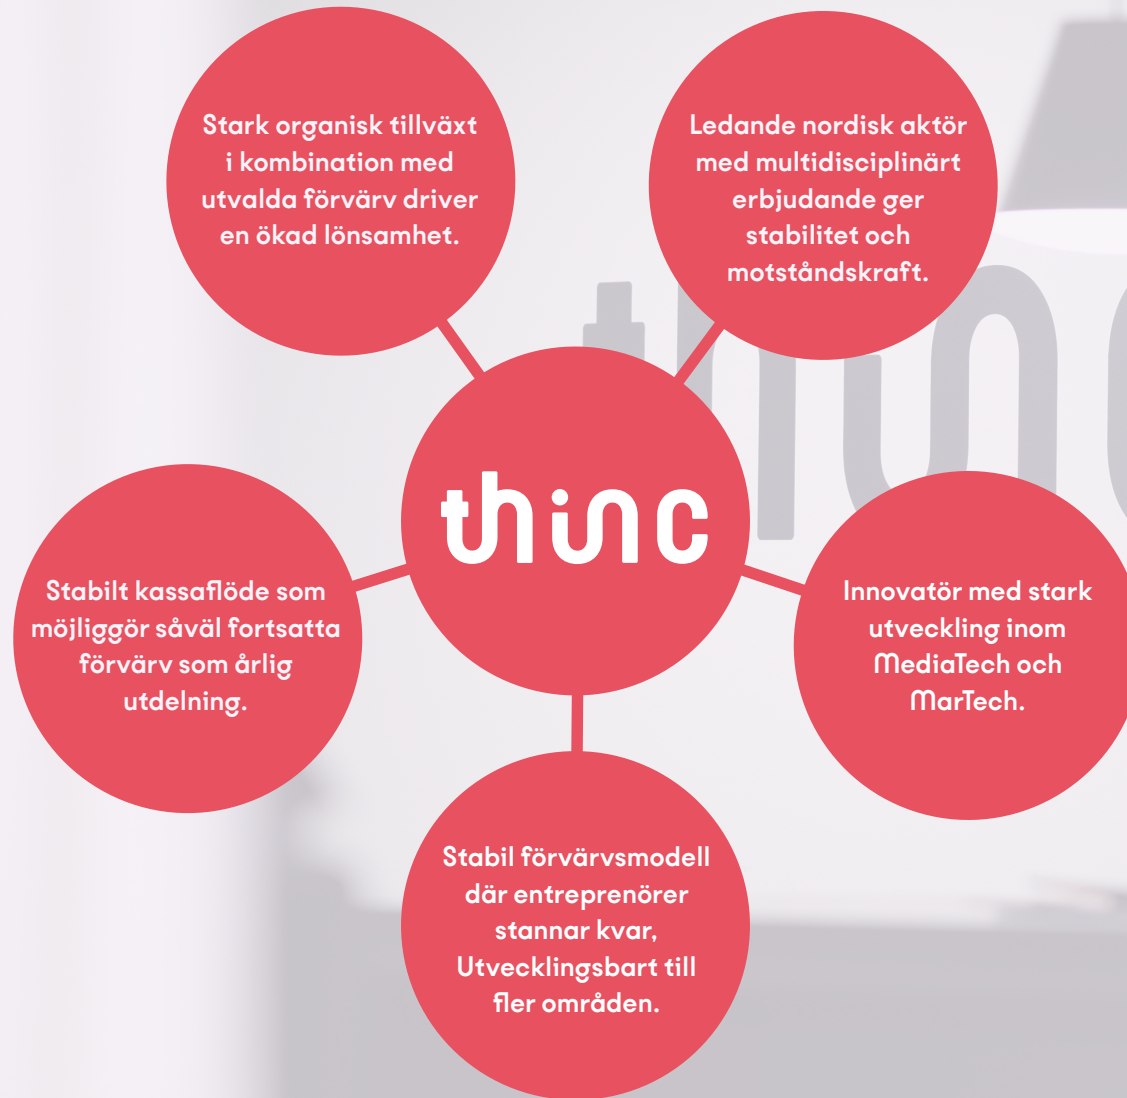 Stark organisk tillväxt
i kombination med
utvalda förvärv driver
en ökad lönsamhet.
Ledande nordisk aktör
med multidisciplinärt
erbjudande ger
stabilitet och
motståndskraft.
thinc
thinc
Stabilt kassaflöde som
möjliggör såväl fortsatta
förvärv som årlig
utdelning.
Innovatör med stark
utveckling inom
MediaTech och
MarTech.
Stabil förvärvsmodell
där entreprenörer
stannar kvar,
Utvecklingsbart till
fler områden.